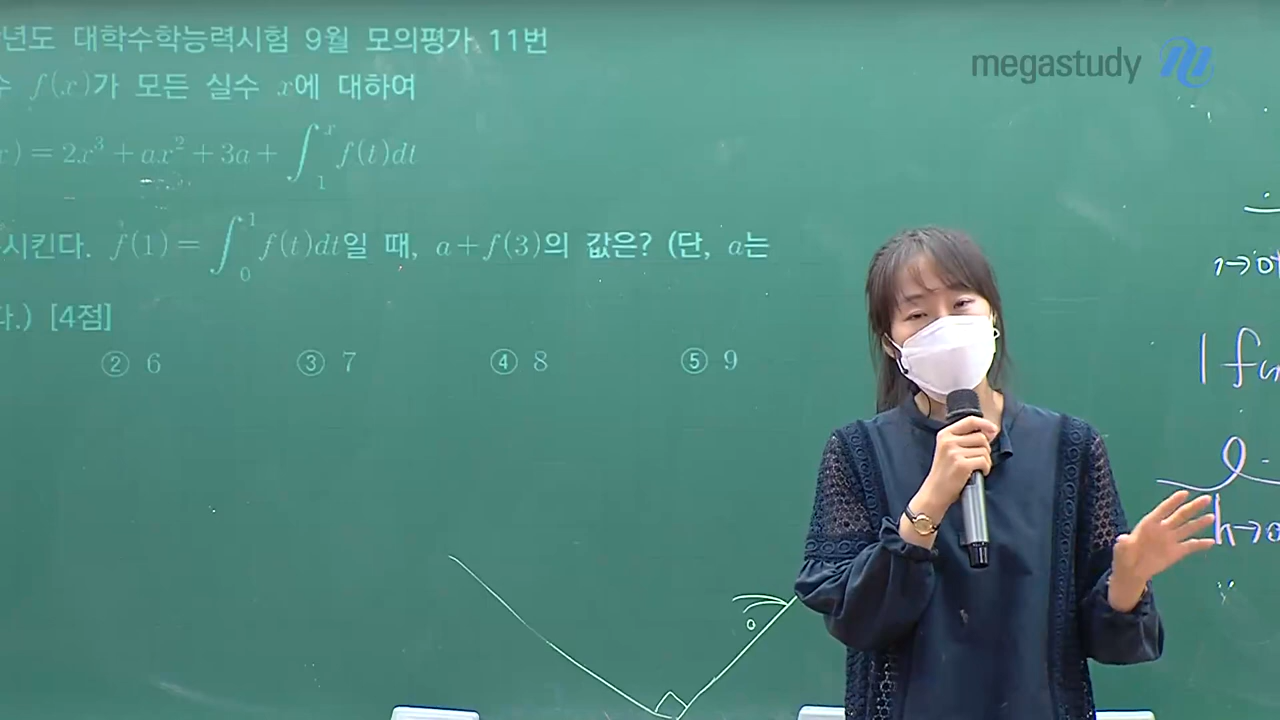 년도 대학수학능력시험 9월 모의평가 11번
megastudy
수 f(x)가 모든 실수 x에 대하여
x) = 2x³ + ax² + 3a + ∫₁ˣ f(t)dt
시킨다. f(1) = ∫₀¹ f(t)dt일 때, a+f(3)의 값은? (단, a는
다.) [4점]
② 6 ③ 7 ④ 8 ⑤ 9
h→0